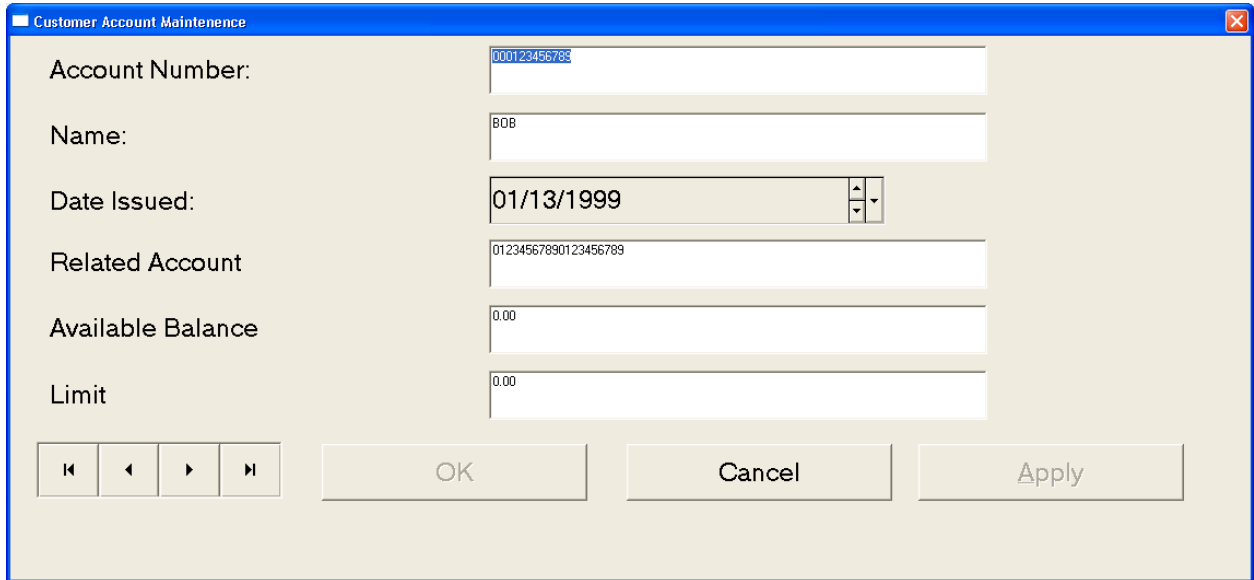 Customer Account Maintenence
Account Number: 000123456789
Name: BOB
Date Issued: 01/13/1999
Related Account 01234567890123456789
Available Balance 0.00
Limit 0.00
OK Cancel Apply